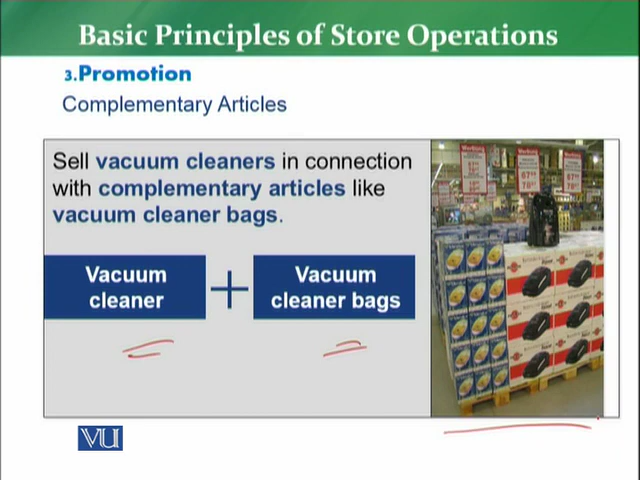 Basic Principles of Store Operations
3.Promotion
Complementary Articles
Sell vacuum cleaners in connection
with complementary articles like
vacuum cleaner bags.
Vacuum
cleaner
+
Vacuum
cleaner bags
VU